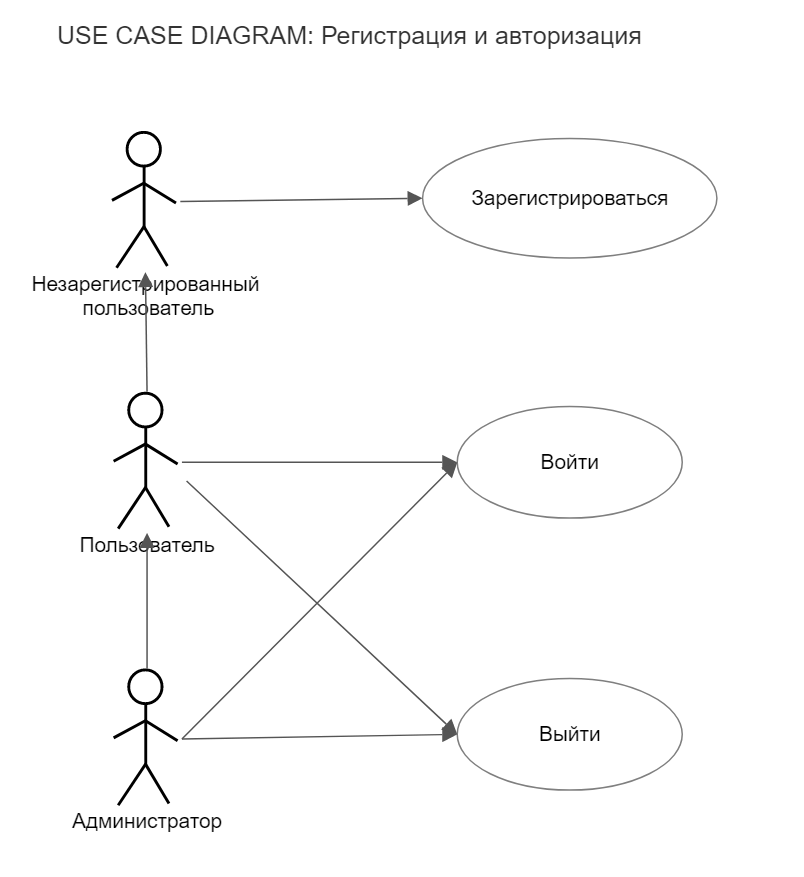 USE CASE DIAGRAM: Регистрация и авторизация
Зарегистрироваться
Незарегистрированный
пользователь
Войти
Пользователь
Выйти
Администратор